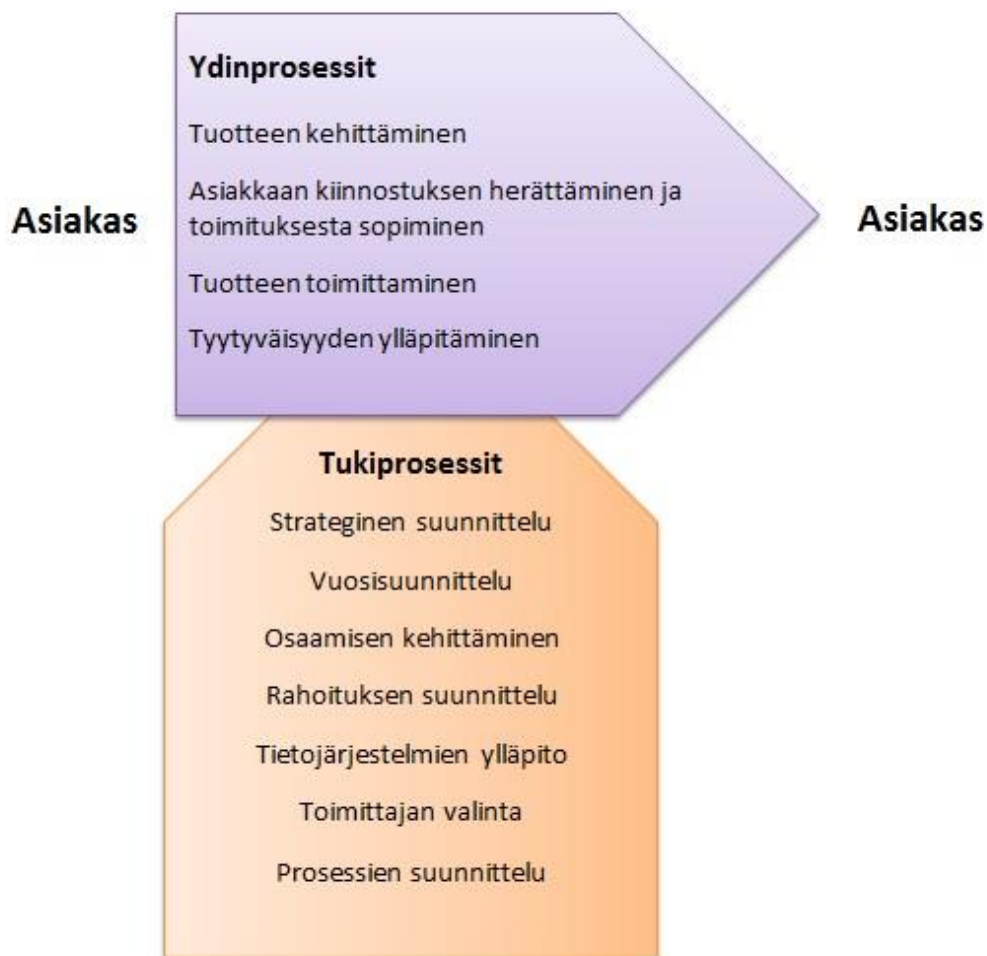 Asiakas
Ydinprosessit
Tuotteen kehittäminen
Asiakkaan kiinnostuksen herättäminen ja
toimituksesta sopiminen
Tuotteen toimittaminen
Tyytyväisyyden ylläpitäminen
Asiakas
Tukiprosessit
Strateginen suunnittelu
Vuosisuunnittelu
Osaamisen kehittäminen
Rahoituksen suunnittelu
Tietojärjestelmien ylläpito
Toimittajan valinta
Prosessien suunnittelu